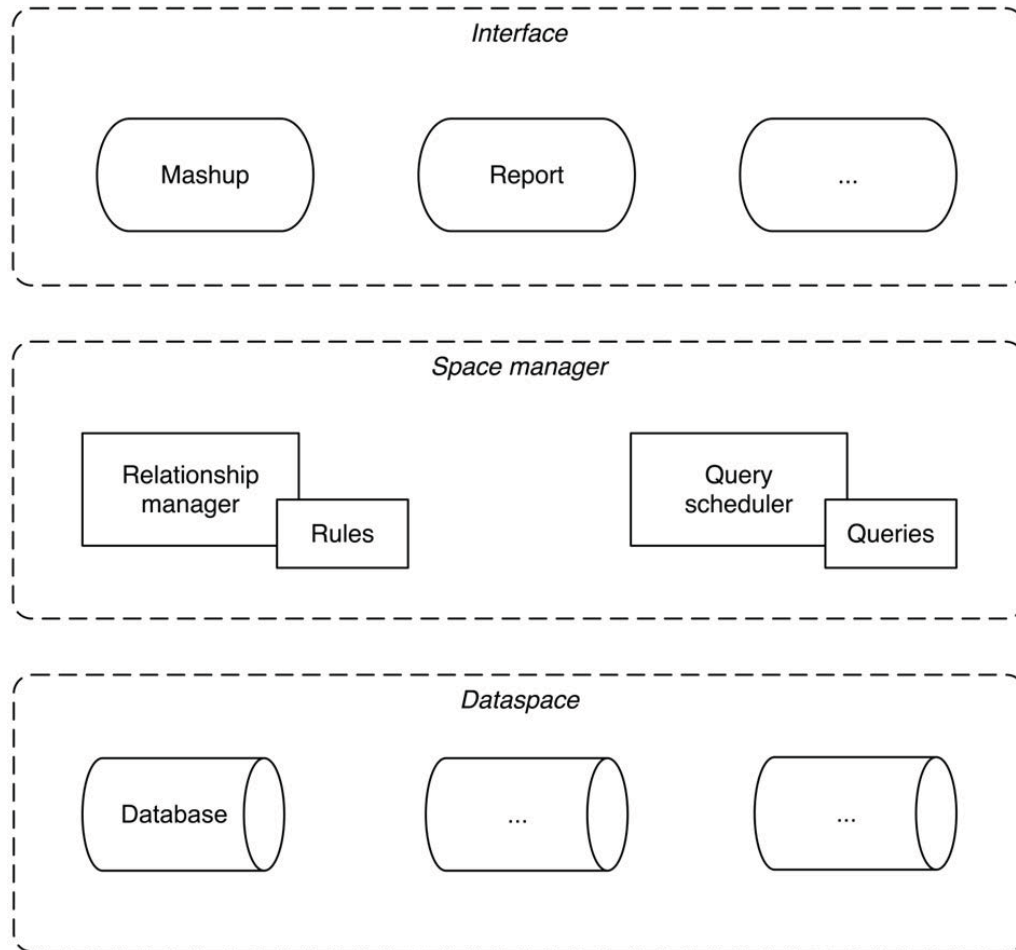 Interface
Mashup
Report
...
Space manager
Relationship
manager
Rules
Query
scheduler
Queries
Dataspace
Database
...
...